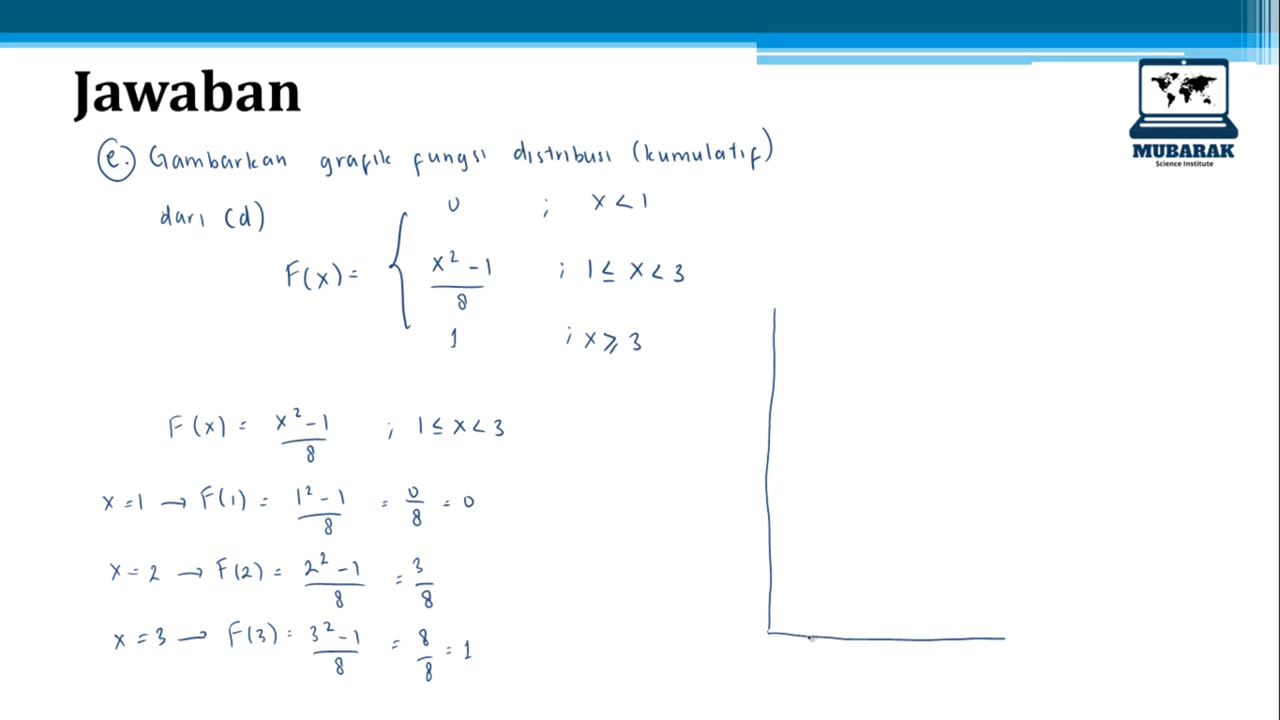 Jawaban
MUBARAK
Science Institute
e. Gambarkan grafik fungsi distribusi (kumulatif)
dari (d)
0 ; x < 1
F(x) = { x² - 1 / 8 ; 1 ≤ x < 3
1 ; x ≥ 3
F(x) = x² - 1 / 8 ; 1 ≤ x < 3
x = 1 → F(1) = 1² - 1 / 8 = 0/8 = 0
x = 2 → F(2) = 2² - 1 / 8 = 3/8
x = 3 → F(3) = 3² - 1 / 8 = 8/8 = 1